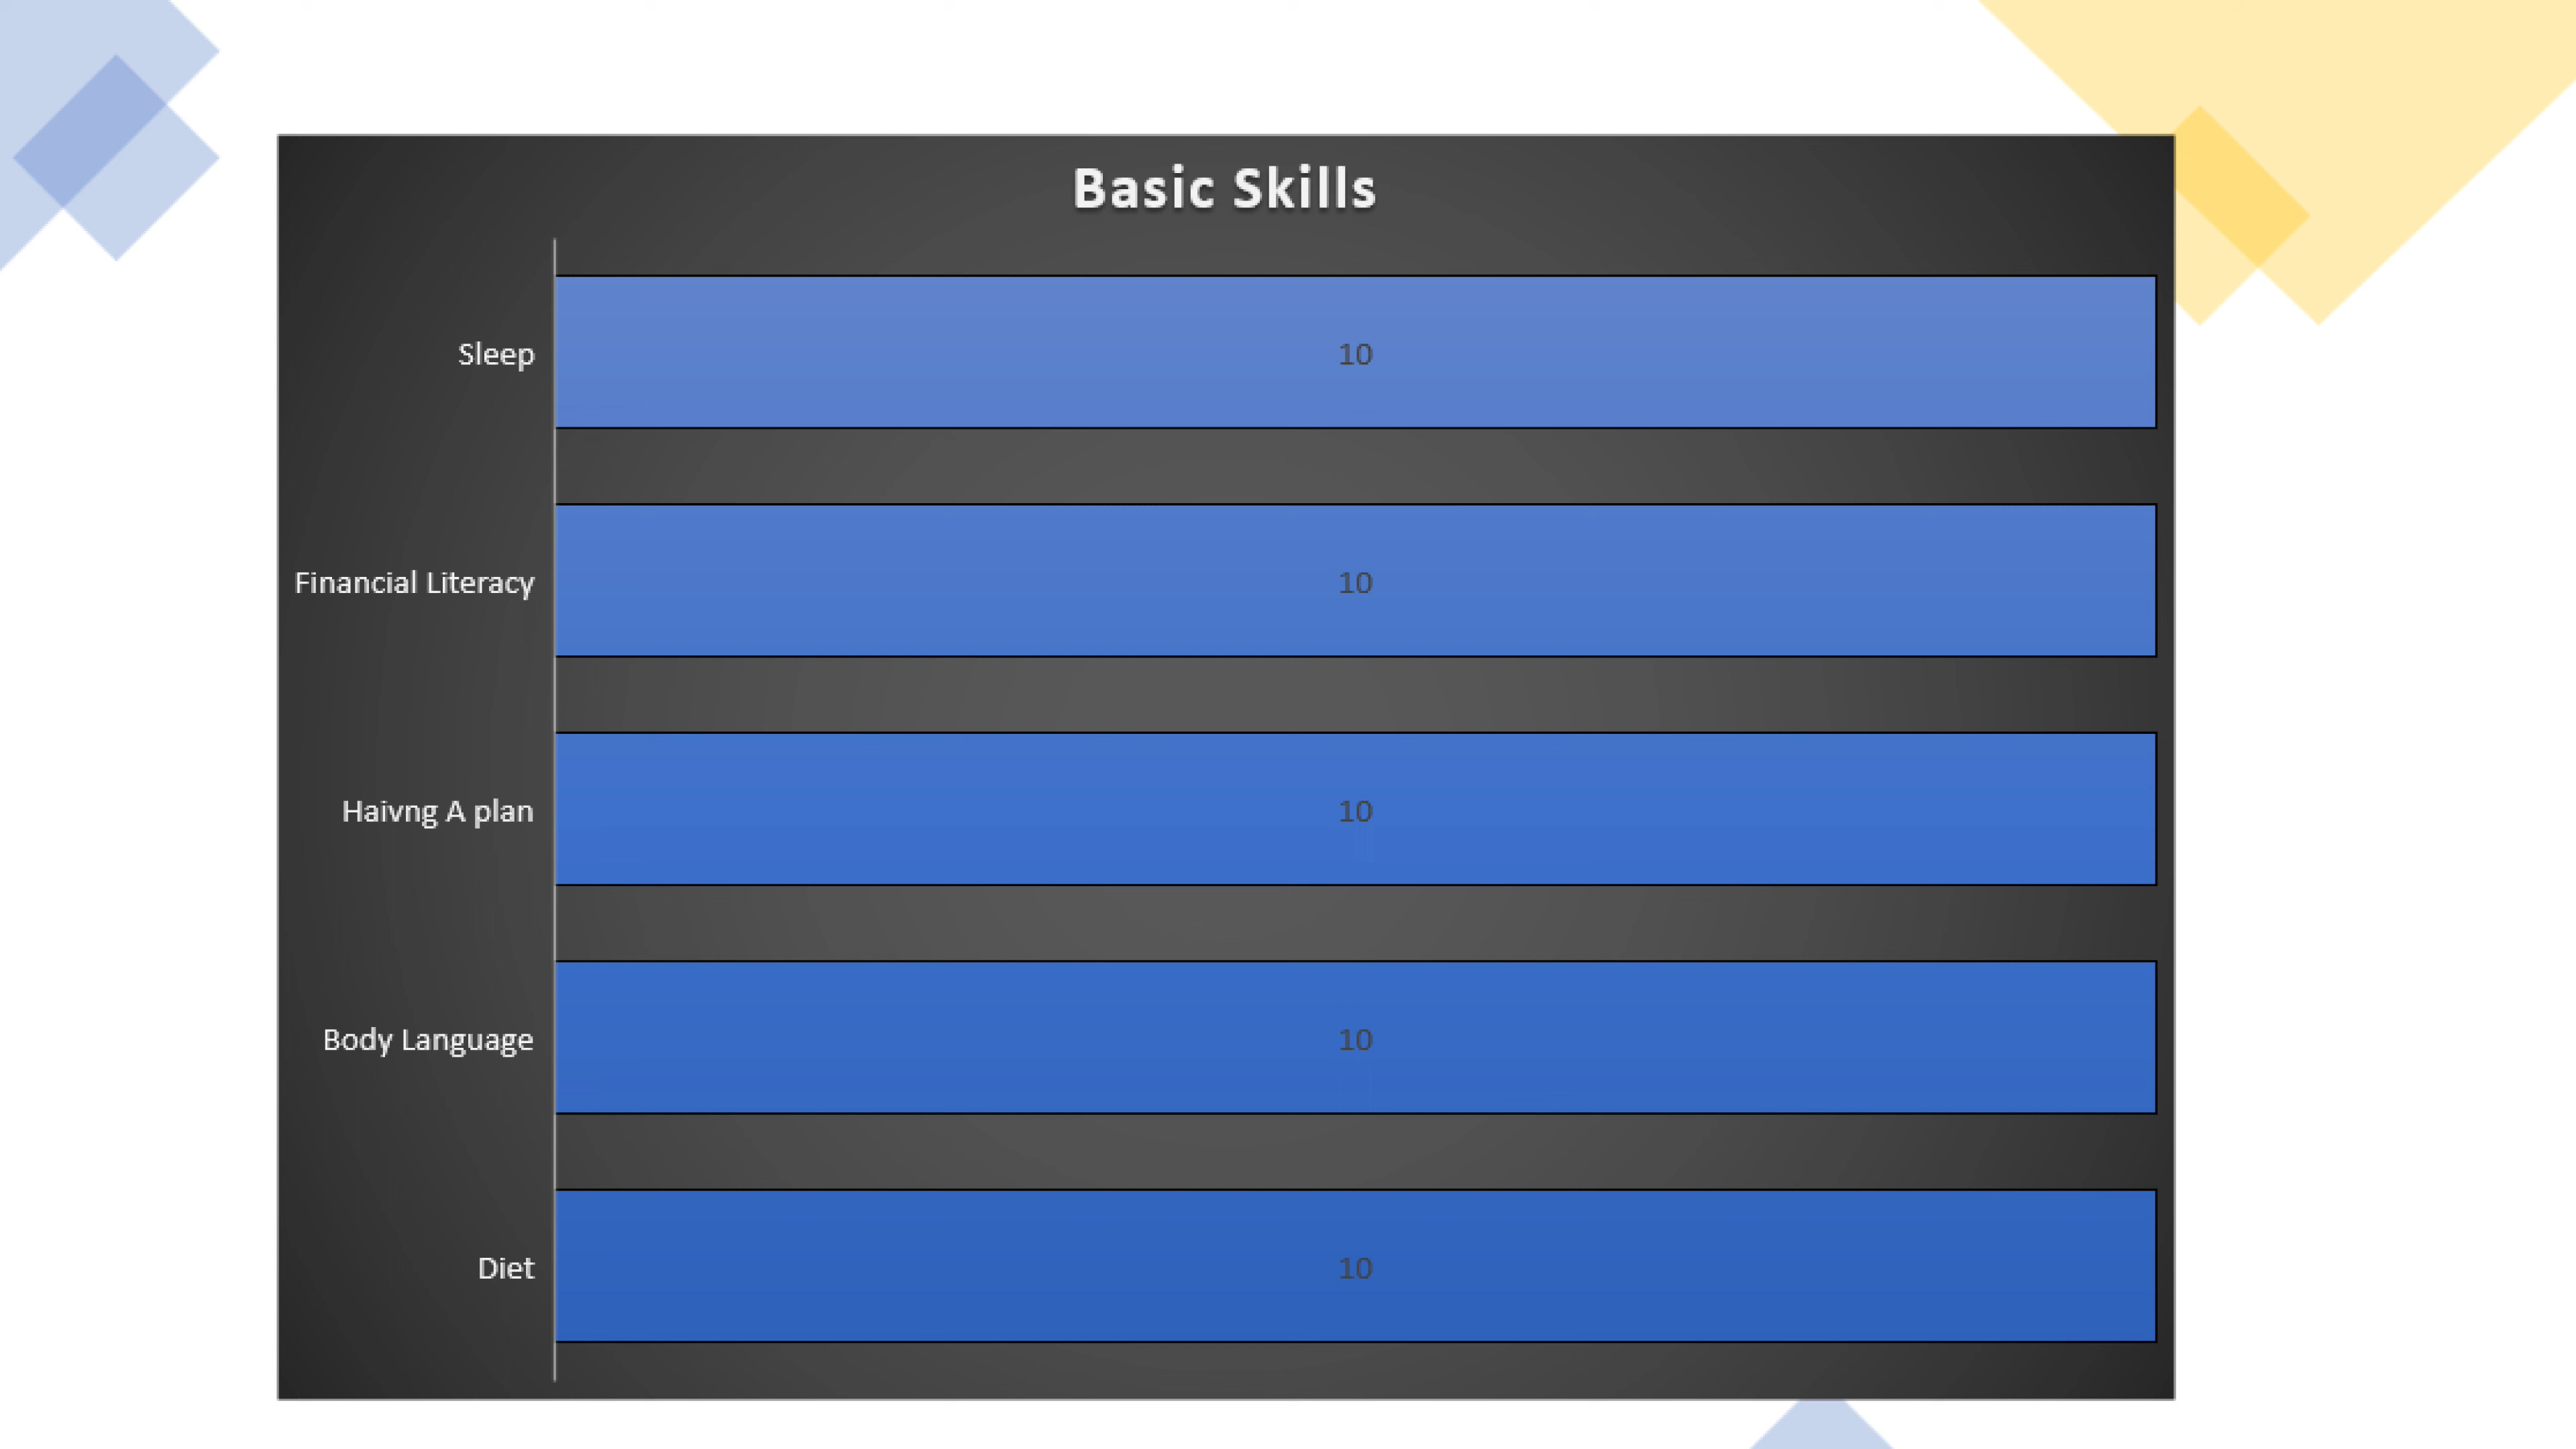 Basic Skills
Sleep
10
Financial Literacy
10
Haivng A plan
10
Body Language
10
Diet
10